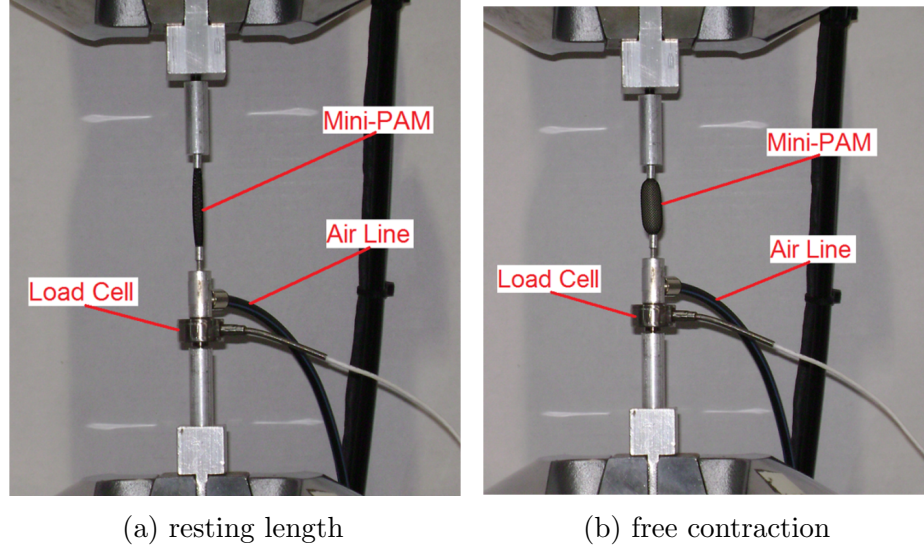 Mini-PAM
Air Line
Load Cell
Mini-PAM
Air Line
Load Cell
(a) resting length
(b) free contraction